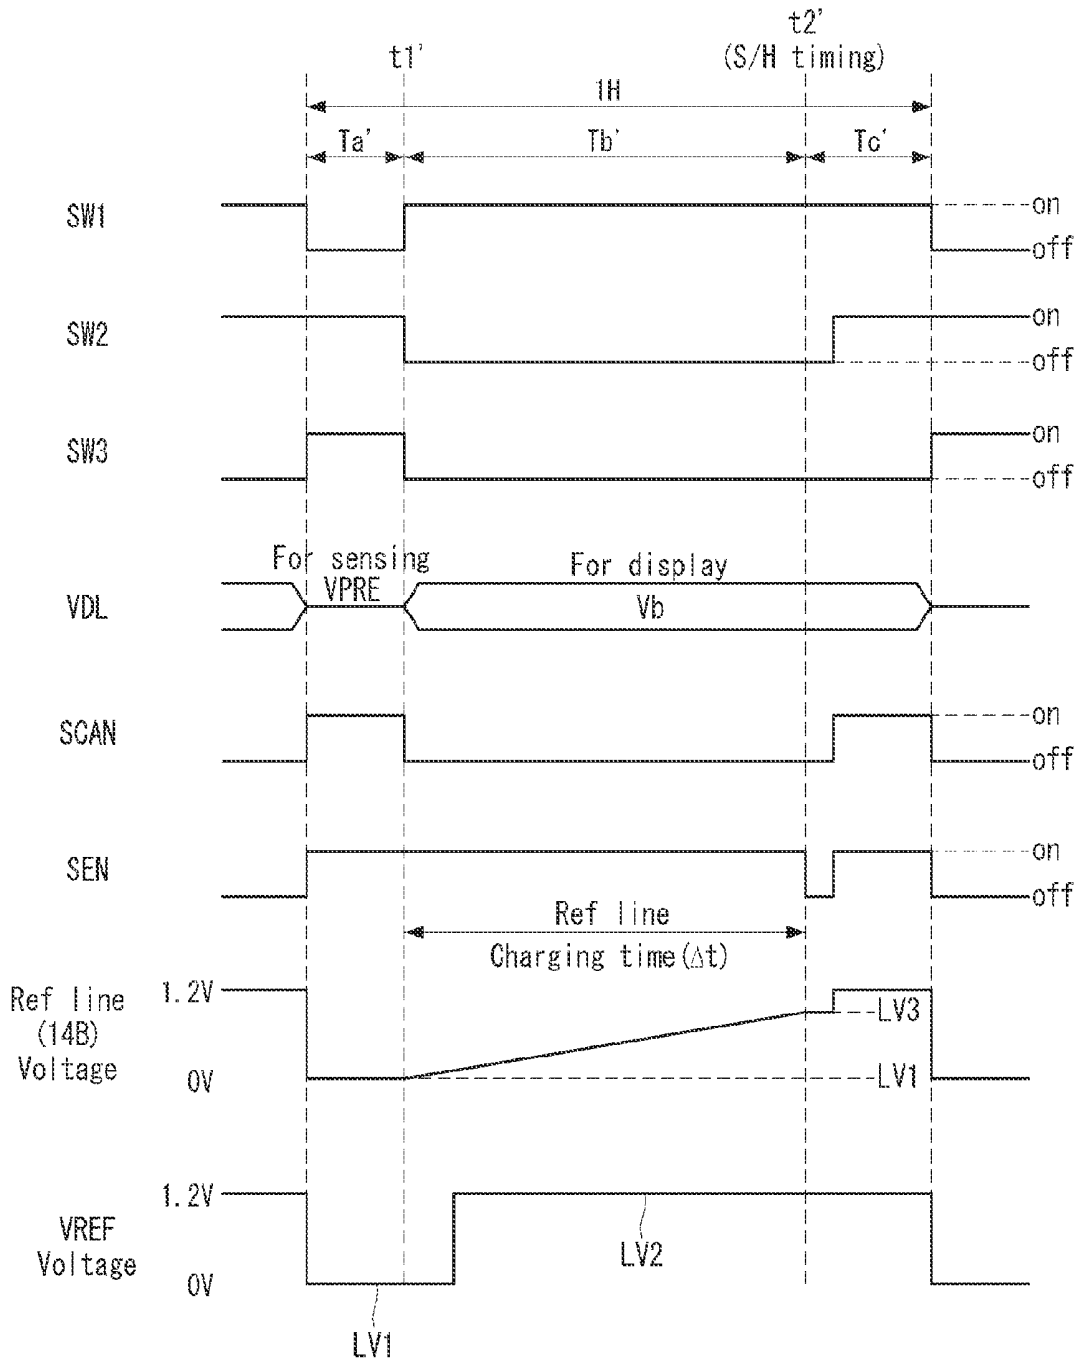 t2'
t1'
(S/H timing)
1H
Ta'
Tb'
Tc'
SW1
on
off
SW2
on
off
SW3
on
off
For sensing
For display
VDL
VPRE
Vb
SCAN
on
off
SEN
on
off
Ref line
Charging time(Δt)
Ref line
(14B)
Voltage
1.2V
0V
LV3
LV1
VREF
Voltage
1.2V
0V
LV2
LV1